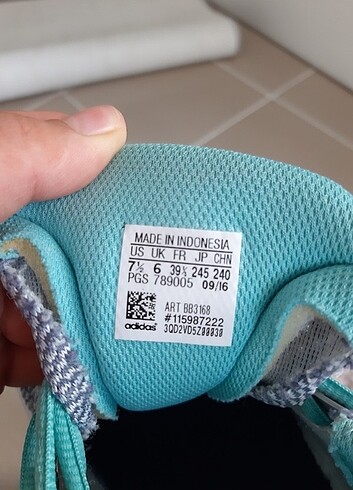 MADE IN INDONESIA
US UK FR JP CHN
7½ 6 39⅓ 245 240
PGS 789005 09/16
ART BB3168
#115987222
adidas 3QD2VD5Z00030